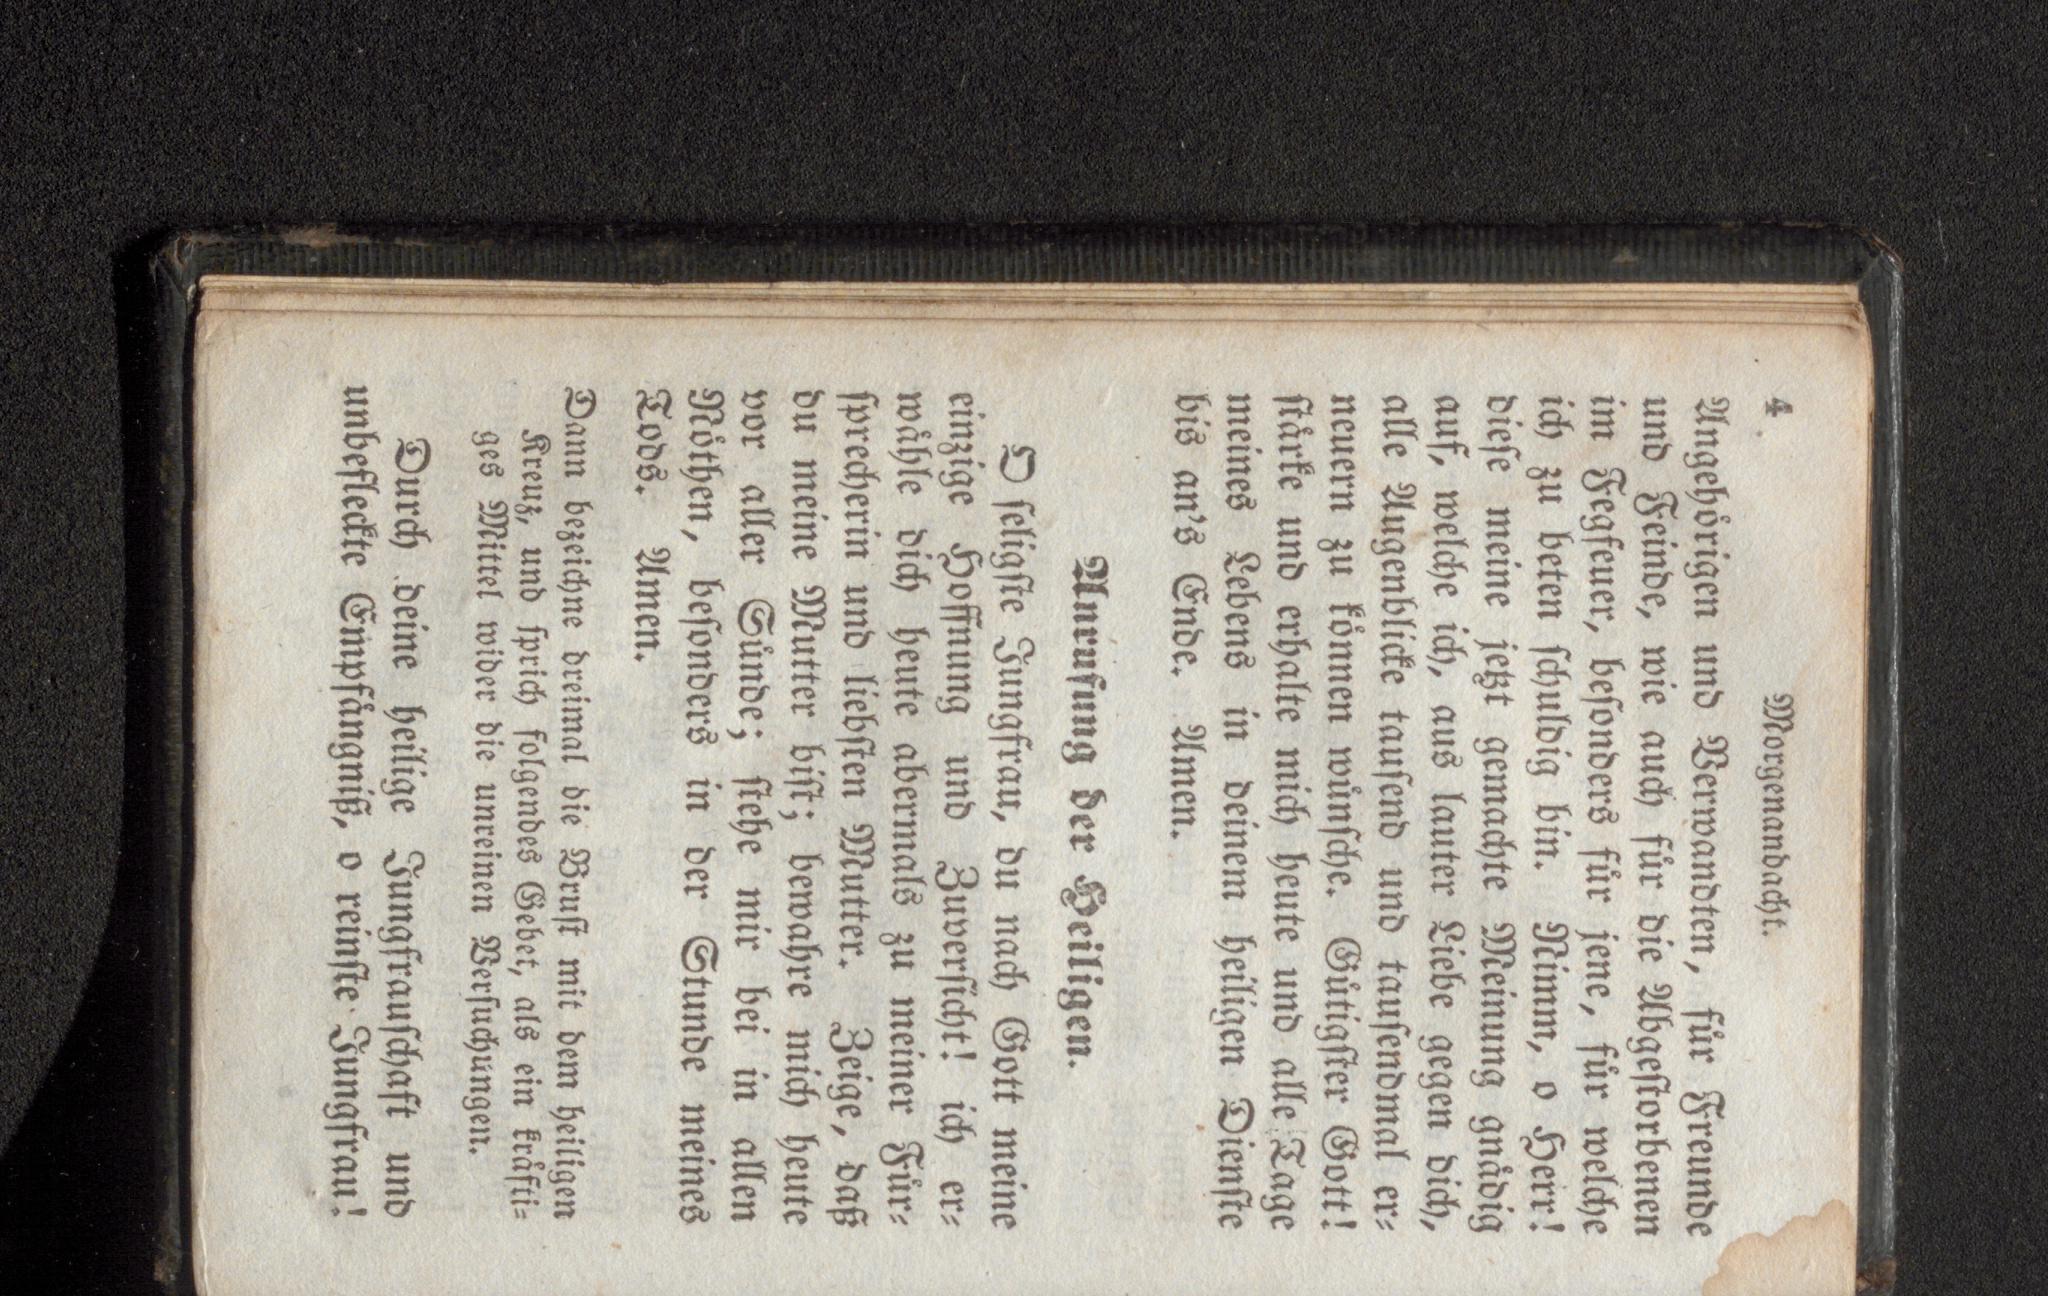 4 Morgenandacht.
Angehörigen und Verwandten, für Freunde
und Feinde, wie auch für die Abgestorbenen
im Fegfeuer, besonders für jene, für welche
ich zu beten schuldig bin. Nimm, o Herr!
diese meine jetzt gemachte Meinung gnädig
auf, welche ich, aus lauter Liebe gegen dich,
alle Augenblicke tausend und tausendmal er-
neuern zu können wünsche. Gütigster Gott!
stärke und erhalte mich heute und alle Tage
meines Lebens in deinem heiligen Dienste
bis an's Ende. Amen.
Anrufung der Heiligen.
O seligste Jungfrau, du nach Gott meine
einzige Hoffnung und Zuversicht! ich er-
wähle dich heute abermals zu meiner Für-
sprecherin und liebsten Mutter. Zeige, daß
du meine Mutter bist; bewahre mich heute
vor aller Sünde; stehe mir bei in allen
Nöthen, besonders in der Stunde meines
Tods. Amen.
Dann bezeichne dreimal die Brust mit dem heiligen
Kreuz, und sprich folgendes Gebet, als ein kräfti-
ges Mittel wider die unreinen Versuchungen.
Durch deine heilige Jungfrauschaft und
unbefleckte Empfängniß, o reinste Jungfrau!